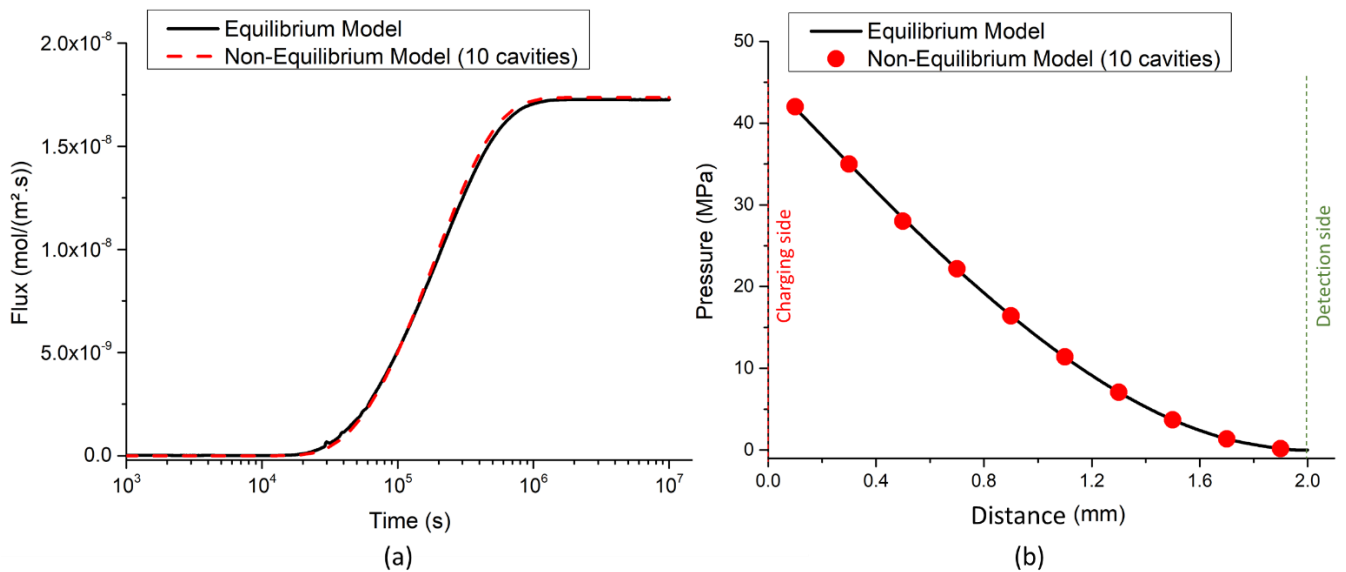 Equilibrium Model
Non-Equilibrium Model (10 cavities)
2.0x10⁻⁸
1.5x10⁻⁸
1.0x10⁻⁸
5.0x10⁻⁹
0.0
Flux (mol/(m².s))
10³
10⁴
10⁵
10⁶
10⁷
Time (s)
(a)
Equilibrium Model
Non-Equilibrium Model (10 cavities)
50
40
30
20
10
0
Pressure (MPa)
Charging side
Detection side
0.0
0.4
0.8
1.2
1.6
2.0
Distance (mm)
(b)